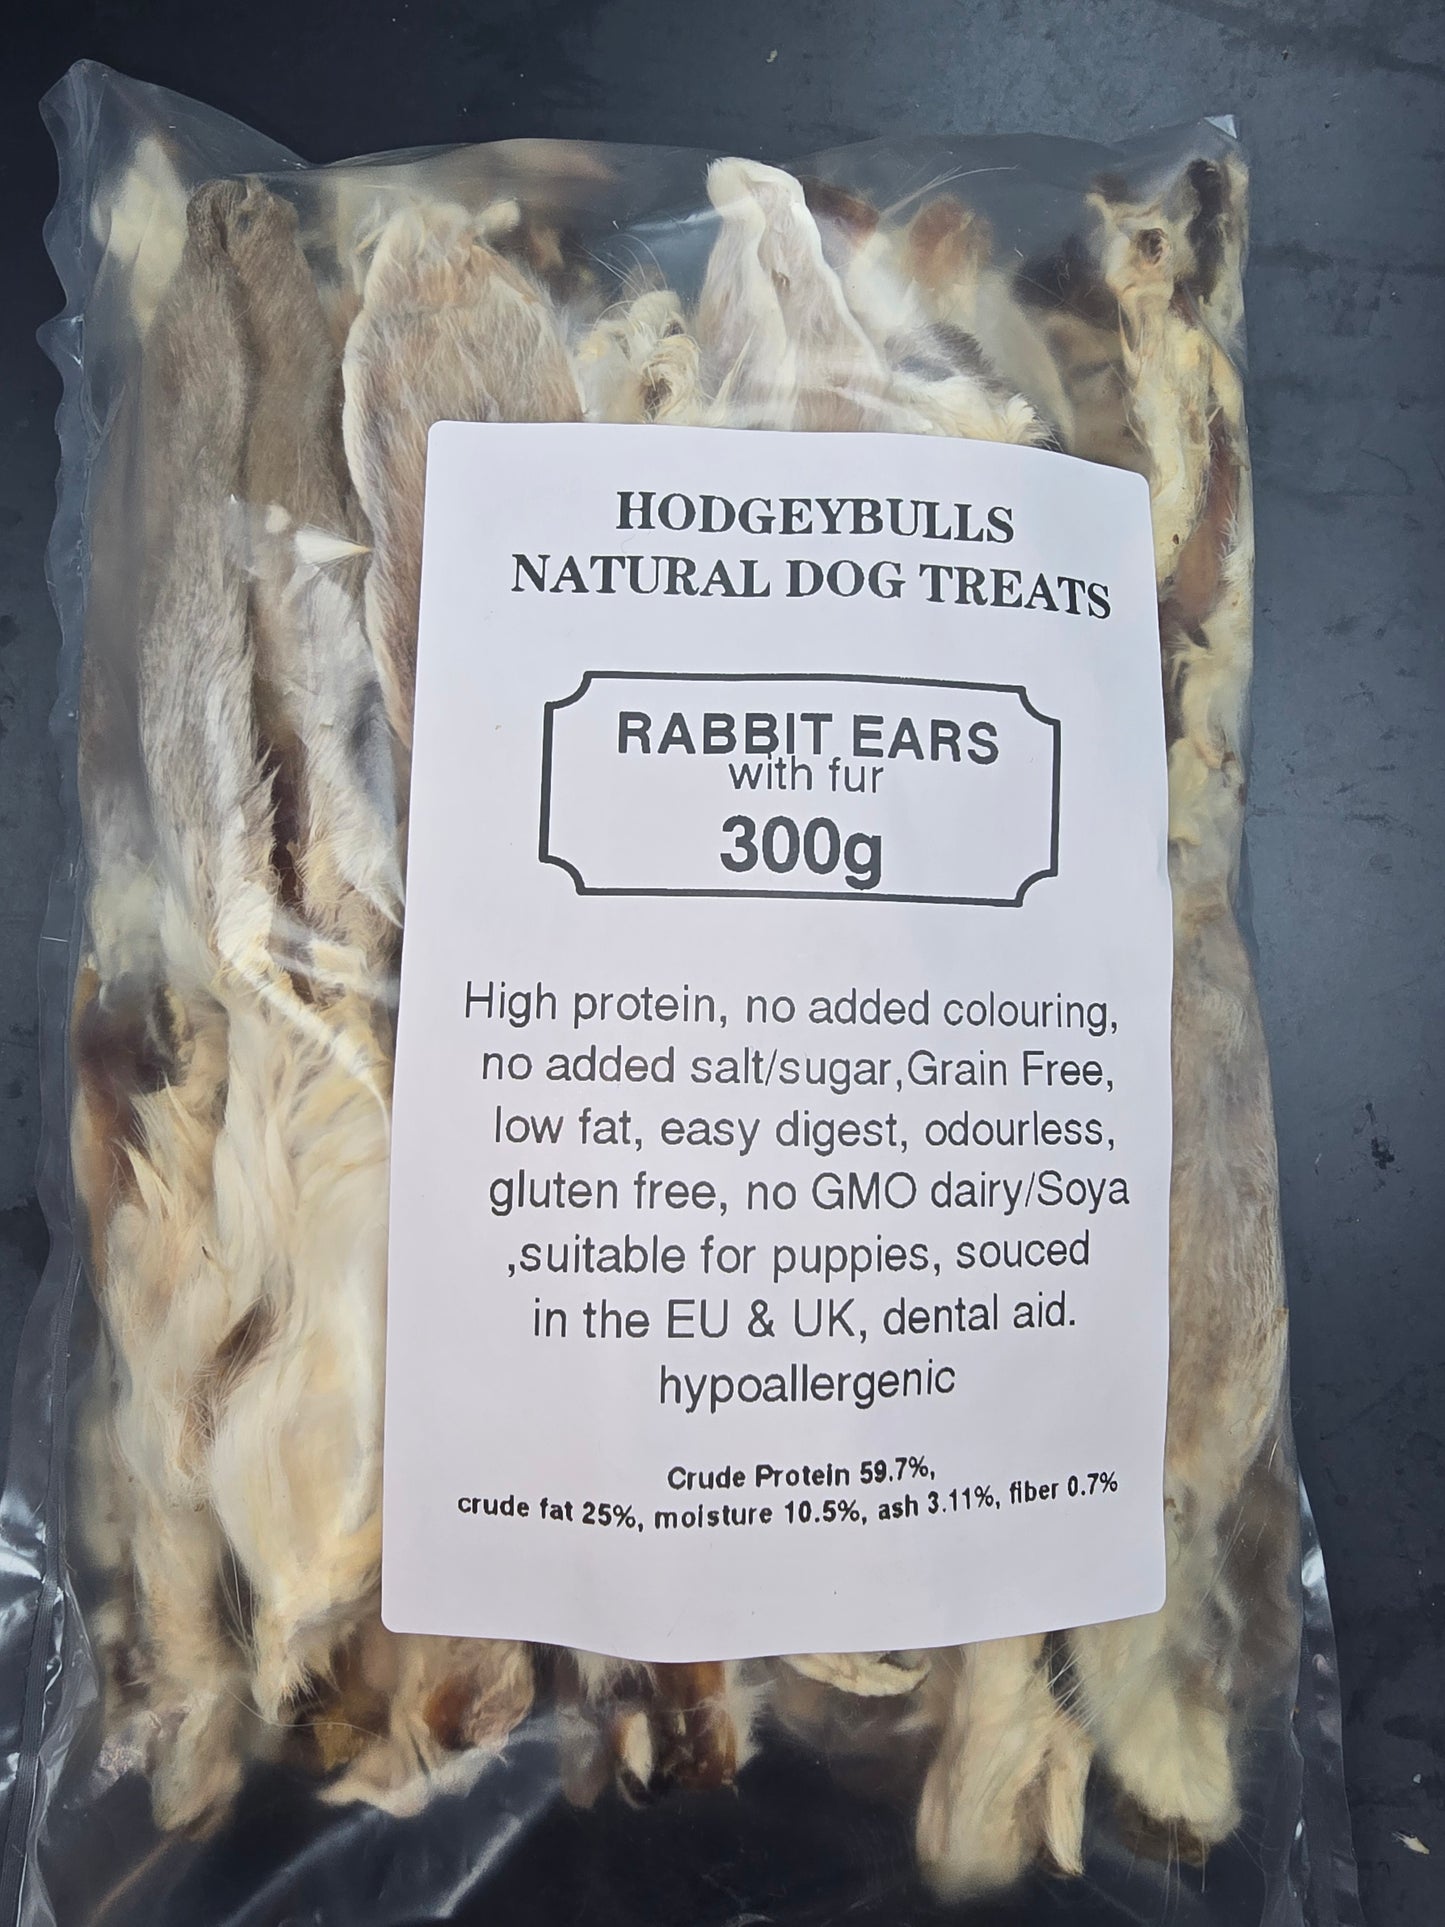 HODGEYBULLS
NATURAL DOG TREATS
RABBIT EARS
with fur
300g
High protein, no added colouring,
no added salt/sugar,Grain Free,
low fat, easy digest, odourless,
gluten free, no GMO dairy/Soya
,suitable for puppies, souced
in the EU & UK, dental aid.
hypoallergenic
Crude Protein 59.7%,
crude fat 25%, moisture 10.5%, ash 3.11%, fiber 0.7%